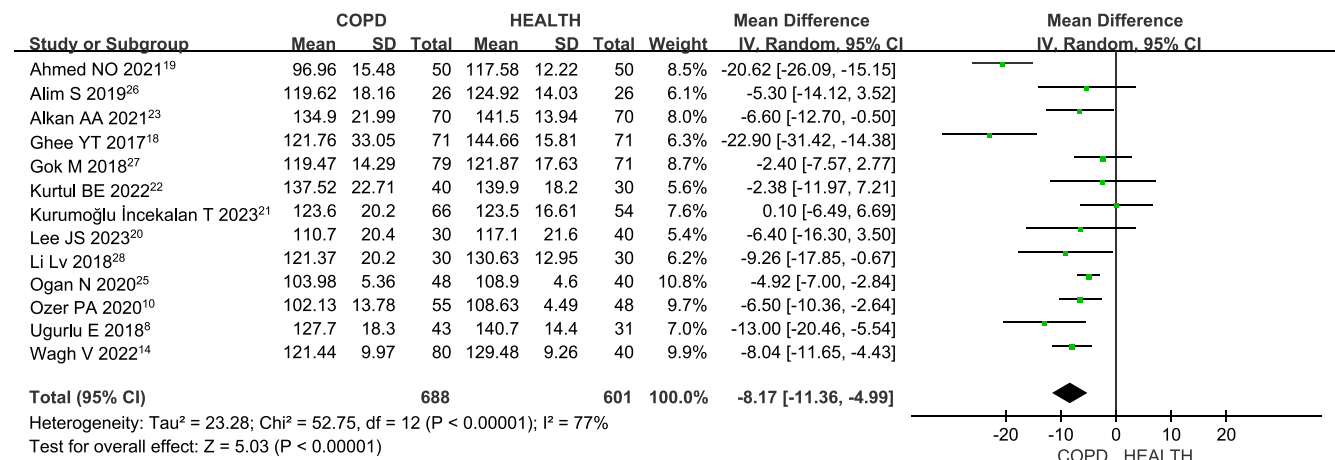 COPD HEALTH Mean Difference Mean Difference
Study or Subgroup Mean SD Total Mean SD Total Weight IV, Random, 95% CI IV, Random, 95% CI
Ahmed NO 2021¹⁹ 96.96 15.48 50 117.58 12.22 50 8.5% -20.62 [-26.09, -15.15]
Alim S 2019²⁶ 119.62 18.16 26 124.92 14.03 26 6.1% -5.30 [-14.12, 3.52]
Alkan AA 2021²³ 134.9 21.99 70 141.5 13.94 70 8.0% -6.60 [-12.70, -0.50]
Ghee YT 2017¹⁸ 121.76 33.05 71 144.66 15.81 71 6.3% -22.90 [-31.42, -14.38]
Gok M 2018²⁷ 119.47 14.29 79 121.87 17.63 71 8.7% -2.40 [-7.57, 2.77]
Kurtul BE 2022²² 137.52 22.71 40 139.9 18.2 30 5.6% -2.38 [-11.97, 7.21]
Kurumoğlu İncekalan T 2023²¹ 123.6 20.2 66 123.5 16.61 54 7.6% 0.10 [-6.49, 6.69]
Lee JS 2023²⁰ 110.7 20.4 30 117.1 21.6 40 5.4% -6.40 [-16.30, 3.50]
Li Lv 2018²⁸ 121.37 20.2 30 130.63 12.95 30 6.2% -9.26 [-17.85, -0.67]
Ogan N 2020²⁵ 103.98 5.36 48 108.9 4.6 40 10.8% -4.92 [-7.00, -2.84]
Ozer PA 2020¹⁰ 102.13 13.78 55 108.63 4.49 48 9.7% -6.50 [-10.36, -2.64]
Ugurlu E 2018⁸ 127.7 18.3 43 140.7 14.4 31 7.0% -13.00 [-20.46, -5.54]
Wagh V 2022¹⁴ 121.44 9.97 80 129.48 9.26 40 9.9% -8.04 [-11.65, -4.43]
Total (95% CI) 688 601 100.0% -8.17 [-11.36, -4.99]
Heterogeneity: Tau² = 23.28; Chi² = 52.75, df = 12 (P < 0.00001); I² = 77%
Test for overall effect: Z = 5.03 (P < 0.00001)
-20 -10 0 10 20
COPD HEALTH